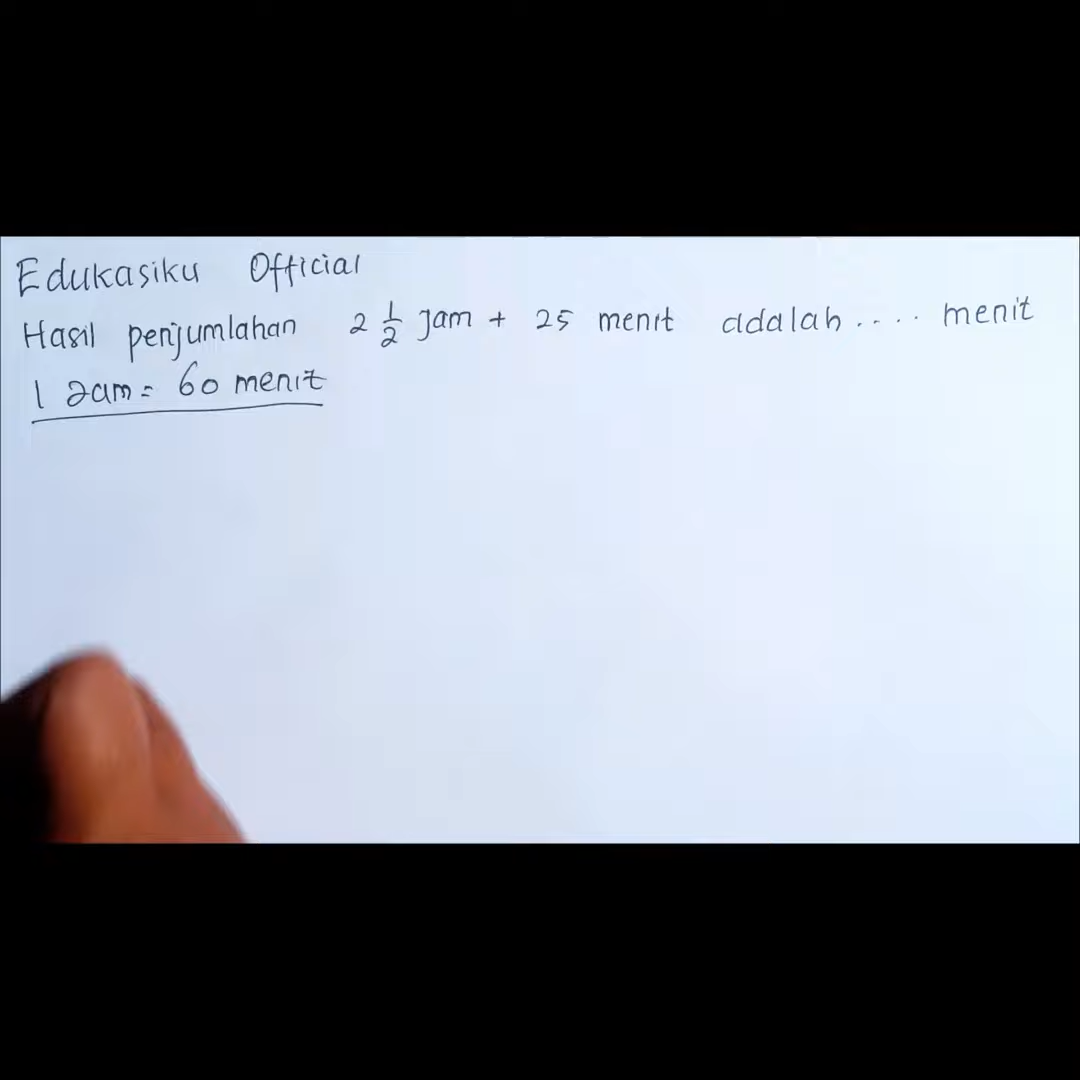 Edukasiku Official
Hasil penjumlahan 2 1/2 jam + 25 menit adalah .... menit
1 Jam = 60 menit